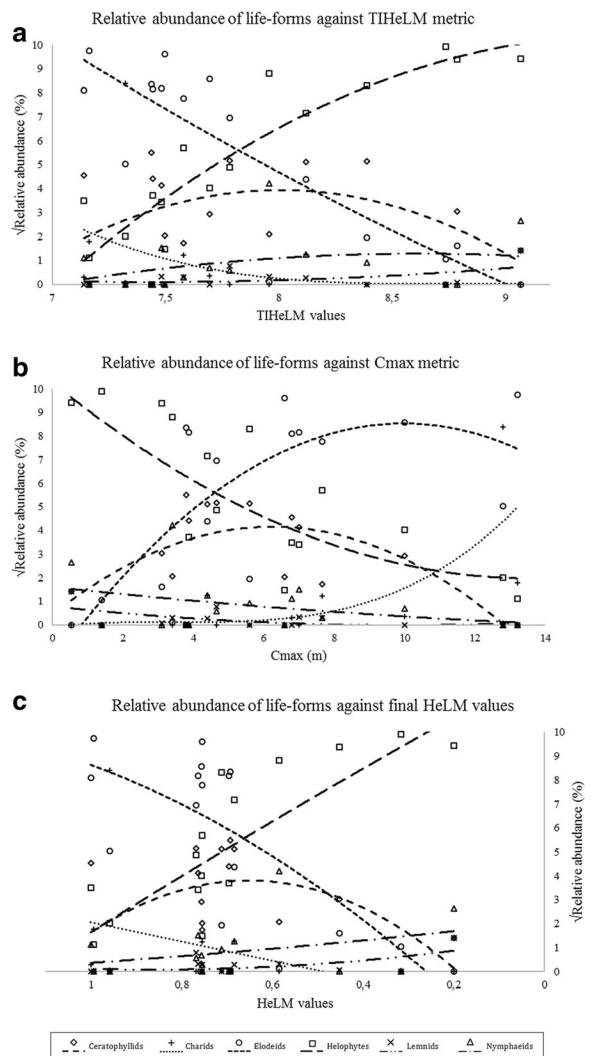 Relative abundance of life-forms against TIHeLM metric
a
10
9
8
7
6
5
4
3
2
1
0
√Relative abundance (%)
7 7,5 8 8,5 9
TIHeLM values
Relative abundance of life-forms against Cmax metric
b
10
9
8
7
6
5
4
3
2
1
0
√Relative abundance (%)
0 2 4 6 8 10 12 14
Cmax (m)
Relative abundance of life-forms against final HeLM values
c
10
9
8
7
6
5
4
3
2
1
0
√Relative abundance (%)
1 0,8 0,6 0,4 0,2 0
HeLM values
Ceratophyllids Charids Elodeids Helophytes Lemnids Nymphaeids